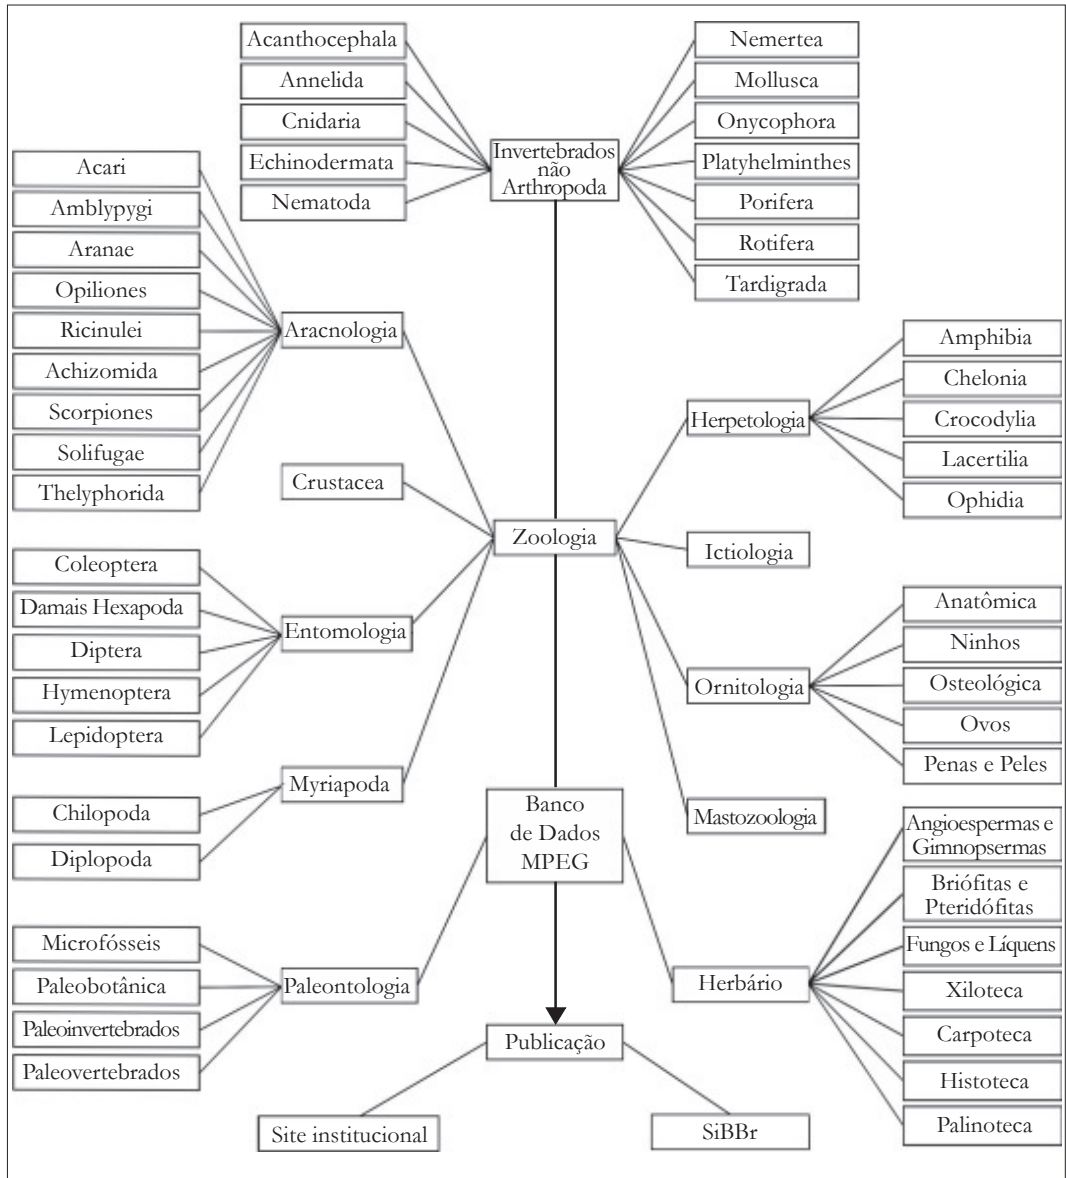 Acanthocephala
Annelida
Cnidaria
Echinodermata
Nematoda
Invertebrados
não
Arthropoda
Nemertea
Mollusca
Onycophora
Platyhelminthes
Porifera
Rotifera
Tardigrada
Acari
Amblypygi
Aranae
Opiliones
Ricinulei
Achizomida
Scorpiones
Solifugae
Thelyphorida
Aracnologia
Crustacea
Zoologia
Herpetologia
Amphibia
Chelonia
Crocodylia
Lacertilia
Ophidia
Ictiologia
Coleoptera
Damais Hexapoda
Diptera
Hymenoptera
Lepidoptera
Entomologia
Ornitologia
Anatômica
Ninhos
Osteológica
Ovos
Penas e Peles
Chilopoda
Diplopoda
Myriapoda
Mastozoologia
Banco
de Dados
MPEG
Microfósseis
Paleobotânica
Paleoinvertebrados
Paleovertebrados
Paleontologia
Herbário
Angioespermas e
Gimnopsermas
Briófitas e
Pteridófitas
Fungos e Líquens
Xiloteca
Carpoteca
Histoteca
Palinoteca
Publicação
Site institucional
SiBBr